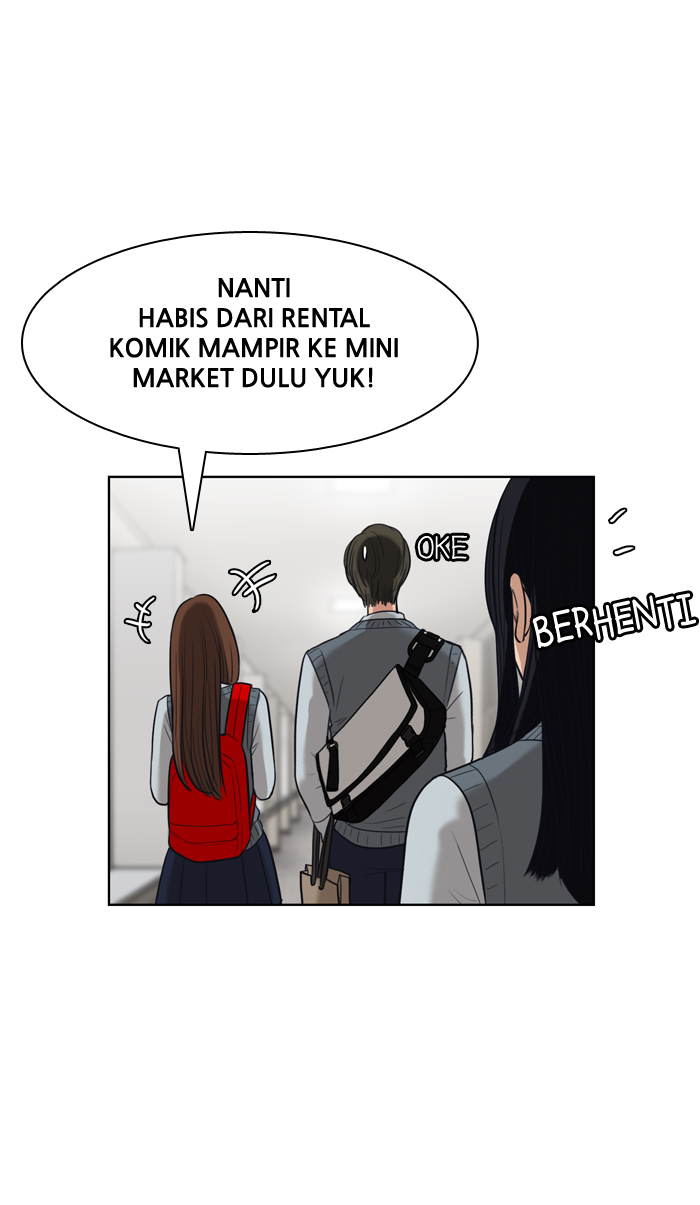 NANTI
HABIS DARI RENTAL
KOMIK MAMPIR KE MINI
MARKET DULU YUK!
OKE
BERHENTI